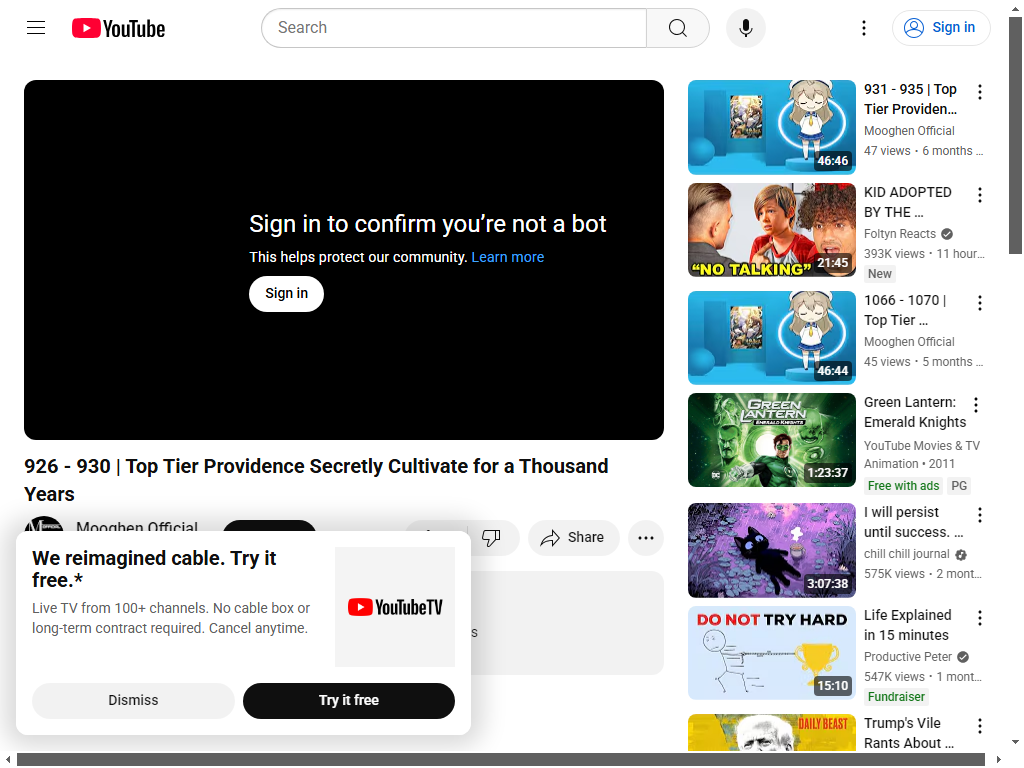 YouTube
Search
Sign in
Sign in to confirm you’re not a bot
This helps protect our community. Learn more
Sign in
926 - 930 | Top Tier Providence Secretly Cultivate for a Thousand
Years
Mooghen Official
Share
We reimagined cable. Try it
free.*
Live TV from 100+ channels. No cable box or
long-term contract required. Cancel anytime.
YouTubeTV
Dismiss
Try it free
46:46
931 - 935 | Top
Tier Providen...
Mooghen Official
47 views • 6 months ...
"NO TALKING"
21:45
KID ADOPTED
BY THE ...
Foltyn Reacts
393K views • 11 hour...
New
46:44
1066 - 1070 |
Top Tier ...
Mooghen Official
45 views • 5 months ...
GREEN
LANTERN
EMERALD KNIGHTS
1:23:37
Green Lantern:
Emerald Knights
YouTube Movies & TV
Animation • 2011
Free with ads PG
3:07:38
I will persist
until success. ...
chill chill journal
575K views • 2 mont...
DO NOT TRY HARD
15:10
Life Explained
in 15 minutes
Productive Peter
547K views • 1 mont...
Fundraiser
DAILY BEAST
Trump's Vile
Rants About ...